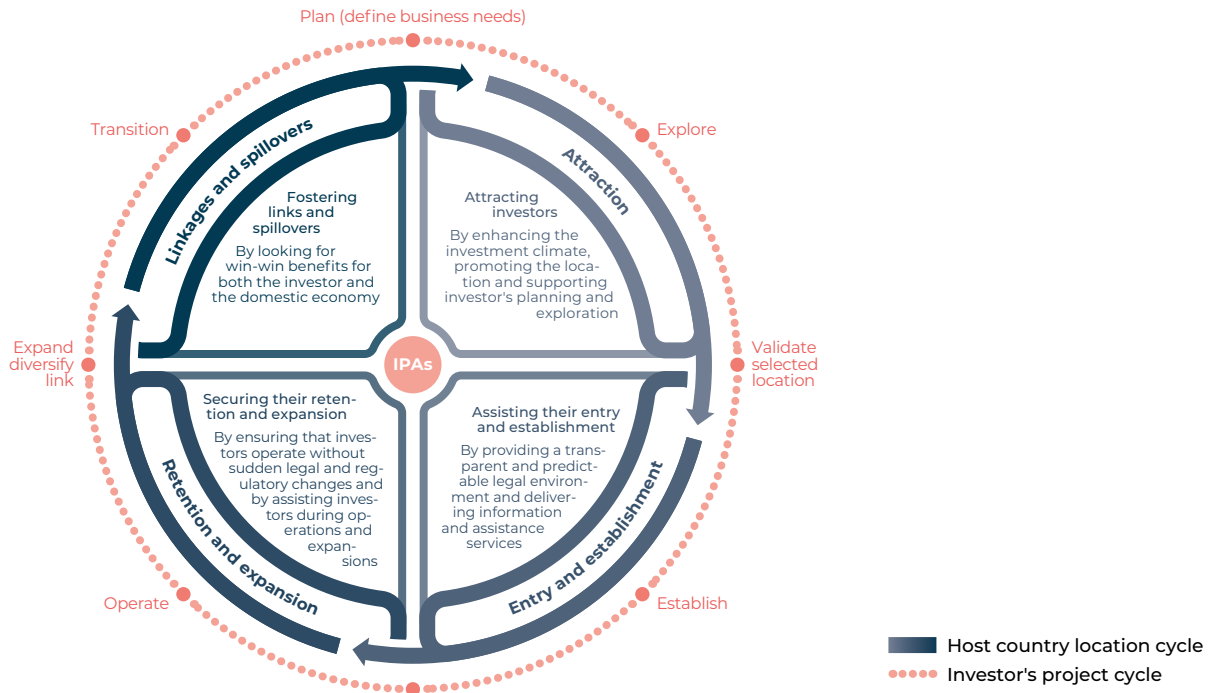 Plan (define business needs)
Transition
Explore
Linkages and spillovers
Attraction
Fostering
links and
spillovers
By looking for
win-win benefits for
both the investor and
the domestic economy
Attracting
investors
By enhancing the
investment climate,
promoting the loca-
tion and supporting
investor's planning and
exploration
Expand
diversify
link
IPAs
Validate
selected
location
Securing their reten-
tion and expansion
By ensuring that inves-
tors operate without
sudden legal and reg-
ulatory changes and
by assisting inves-
tors during op-
erations and
expan-
sions
Assisting their entry
and establishment
By providing a trans-
parent and predict-
able legal environ-
ment and deliver-
ing information
and assistance
services
Retention and expansion
Entry and establishment
Operate
Establish
Host country location cycle
Investor's project cycle